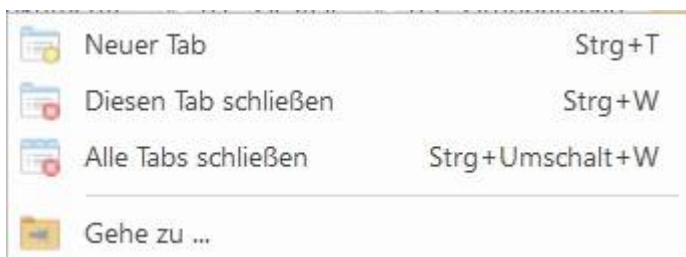 Neuer Tab Strg+T
Diesen Tab schließen Strg+W
Alle Tabs schließen Strg+Umschalt+W
Gehe zu ...